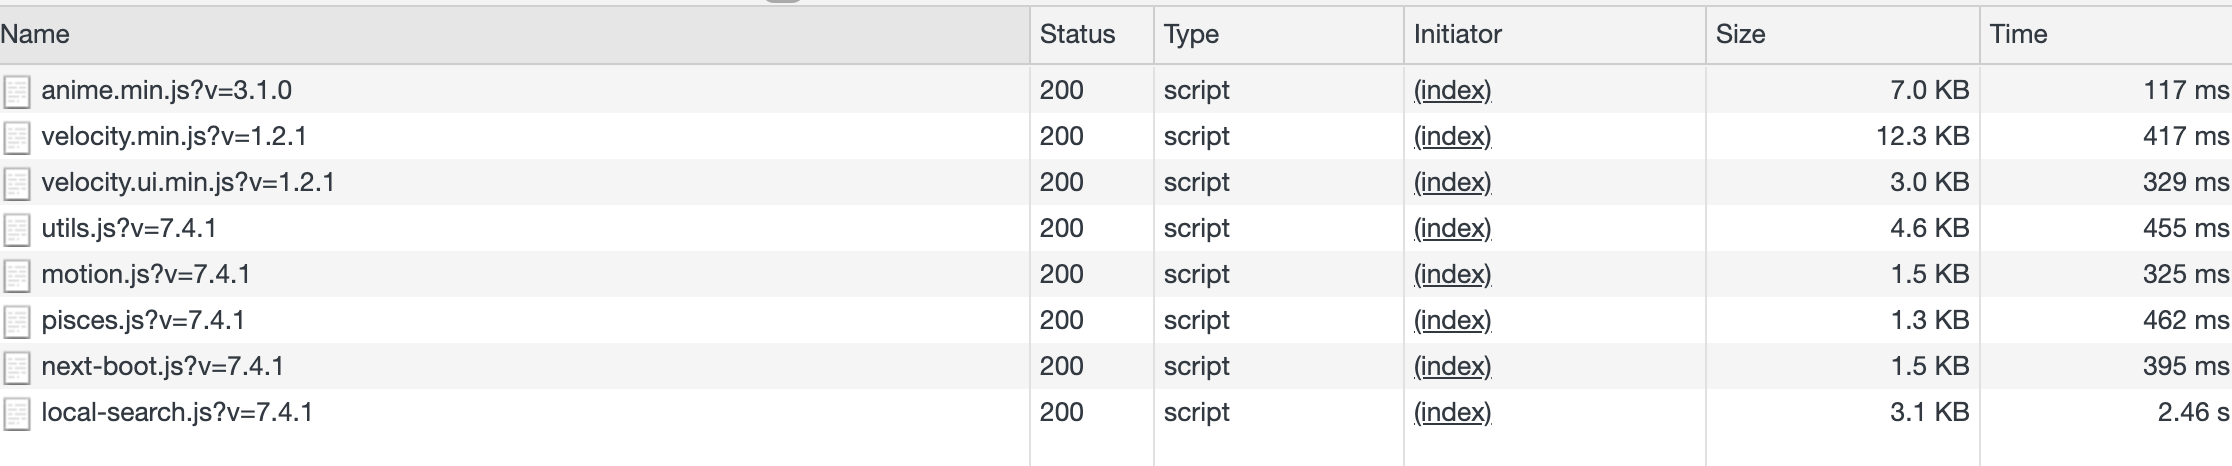 Name Status Type Initiator Size Time
anime.min.js?v=3.1.0 200 script (index) 7.0 KB 117 ms
velocity.min.js?v=1.2.1 200 script (index) 12.3 KB 417 ms
velocity.ui.min.js?v=1.2.1 200 script (index) 3.0 KB 329 ms
utils.js?v=7.4.1 200 script (index) 4.6 KB 455 ms
motion.js?v=7.4.1 200 script (index) 1.5 KB 325 ms
pisces.js?v=7.4.1 200 script (index) 1.3 KB 462 ms
next-boot.js?v=7.4.1 200 script (index) 1.5 KB 395 ms
local-search.js?v=7.4.1 200 script (index) 3.1 KB 2.46 s